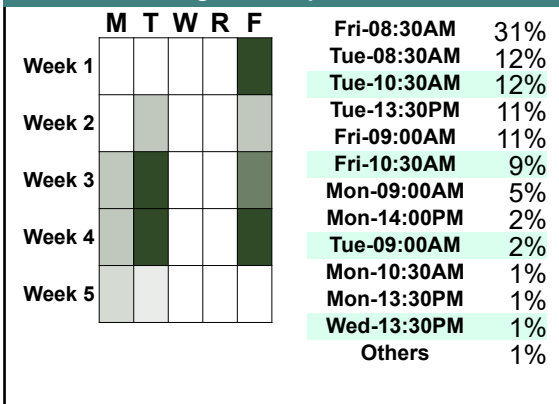 M T W R F
Week 1
Week 2
Week 3
Week 4
Week 5
Fri-08:30AM 31%
Tue-08:30AM 12%
Tue-10:30AM 12%
Tue-13:30PM 11%
Fri-09:00AM 11%
Fri-10:30AM 9%
Mon-09:00AM 5%
Mon-14:00PM 2%
Tue-09:00AM 2%
Mon-10:30AM 1%
Mon-13:30PM 1%
Wed-13:30PM 1%
Others 1%